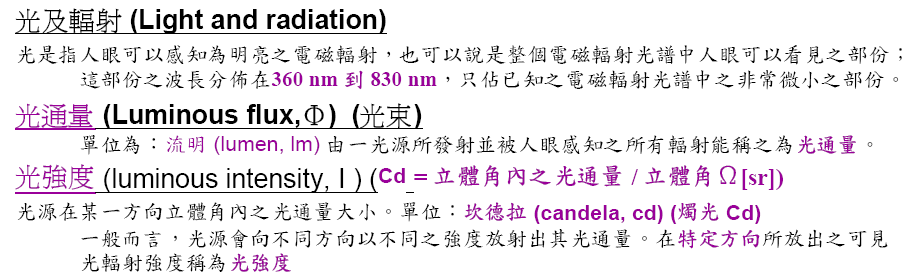 光及輻射 (Light and radiation)
光是指人眼可以感知為明亮之電磁輻射，也可以說是整個電磁輻射光譜中人眼可以看見之部份；
這部份之波長分佈在360 nm 到 830 nm，只佔已知之電磁輻射光譜中之非常微小之部份。
光通量 (Luminous flux,Φ) (光束)
單位為：流明 (lumen, lm) 由一光源所發射並被人眼感知之所有輻射能稱之為光通量。
光強度 (luminous intensity, I ) (Cd = 立體角內之光通量 / 立體角Ω[sr])
光源在某一方向立體角內之光通量大小。單位：坎德拉 (candela, cd) (燭光 Cd)
一般而言，光源會向不同方向以不同之強度放射出其光通量。在特定方向所放出之可見
光輻射強度稱為光強度